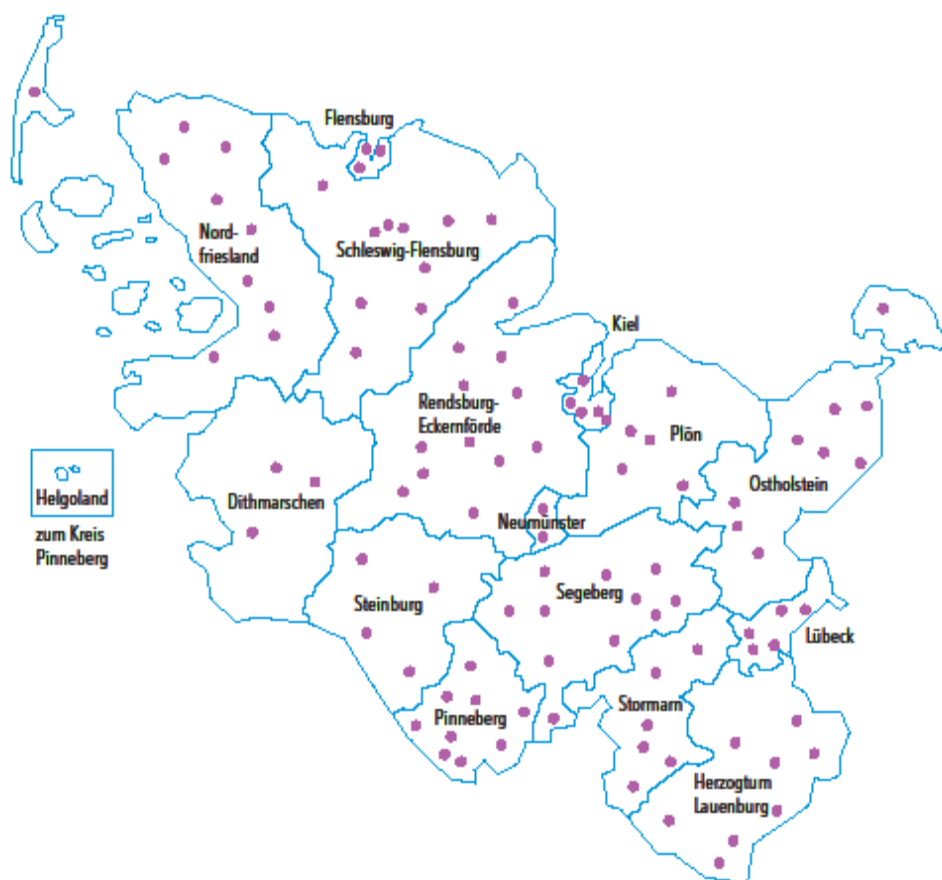 Flensburg
Nord-
friesland
Schleswig-Flensburg
Kiel
Rendsburg-
Eckernförde
Plön
Ostholstein
Helgoland
zum Kreis
Pinneberg
Dithmarschen
Neumünster
Steinburg
Segeberg
Lübeck
Pinneberg
Stormarn
Herzogtum
Lauenburg